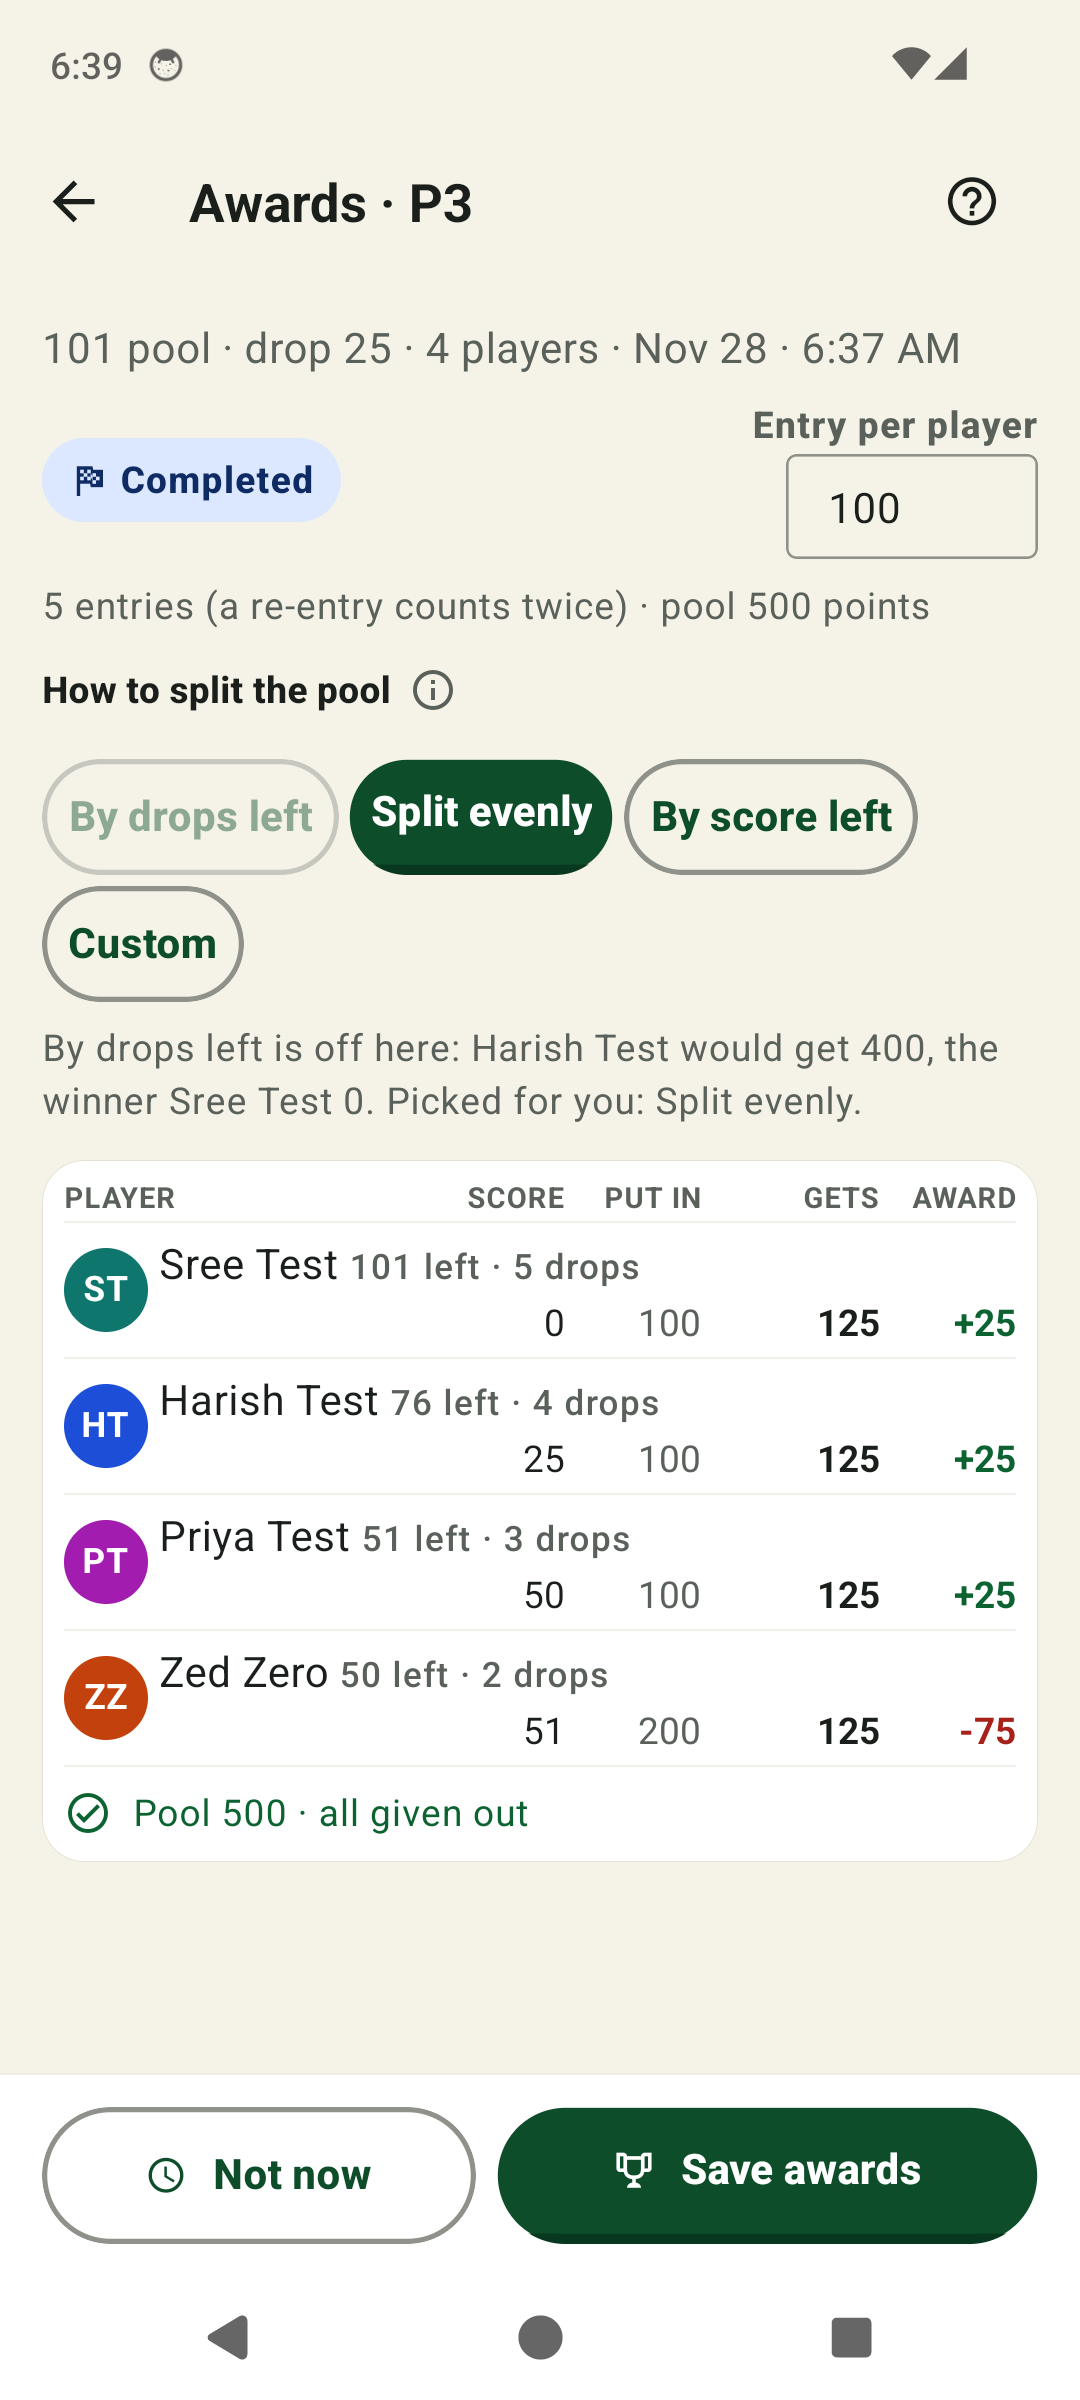 6:39
Awards · P3
101 pool · drop 25 · 4 players · Nov 28 · 6:37 AM
Entry per player
Completed
100
5 entries (a re-entry counts twice) · pool 500 points
How to split the pool
By drops left Split evenly By score left
Custom
By drops left is off here: Harish Test would get 400, the
winner Sree Test 0. Picked for you: Split evenly.
PLAYER SCORE PUT IN GETS AWARD
ST Sree Test 101 left · 5 drops
0 100 125 +25
HT Harish Test 76 left · 4 drops
25 100 125 +25
PT Priya Test 51 left · 3 drops
50 100 125 +25
ZZ Zed Zero 50 left · 2 drops
51 200 125 -75
Pool 500 · all given out
Not now Save awards